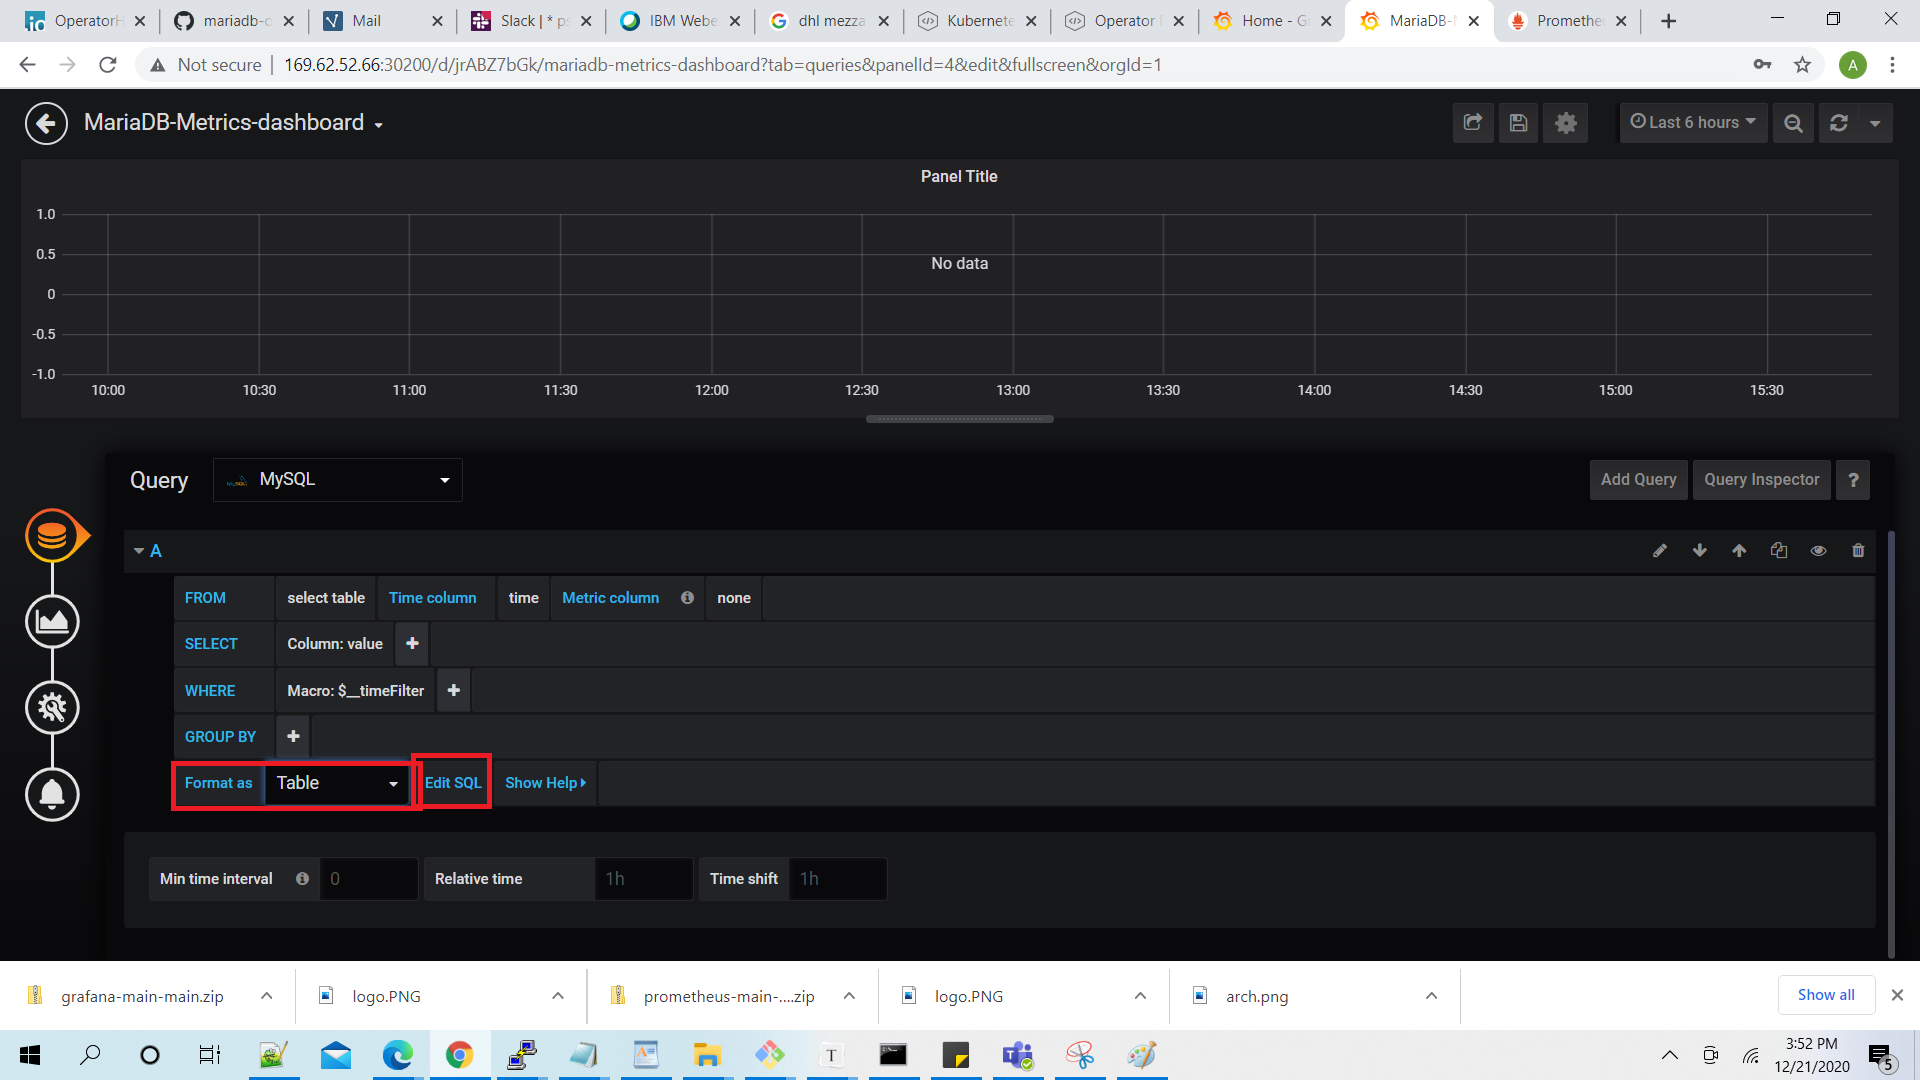 OperatorH
mariadb-o
Mail
Slack | * ps
IBM Webe
dhl mezza
Kubernete
Operator
Home - G
MariaDB-
Promethe
Not secure
169.62.52.66:30200/d/jrABZ7bGk/mariadb-metrics-dashboard?tab=queries&panelId=4&edit&fullscreen&orgId=1
A
MariaDB-Metrics-dashboard
Last 6 hours
Panel Title
1.0
0.5
No data
0
-0.5
-1.0
10:00 10:30 11:00 11:30 12:00 12:30 13:00 13:30 14:00 14:30 15:00 15:30
Query
MySQL
Add Query
Query Inspector
?
A
FROM select table Time column time Metric column none
SELECT Column: value +
WHERE Macro: $__timeFilter +
GROUP BY +
Format as Table Edit SQL Show Help
Min time interval 0 Relative time 1h Time shift 1h
grafana-main-main.zip
logo.PNG
prometheus-main-....zip
logo.PNG
arch.png
Show all
T
3:52 PM
12/21/2020
5